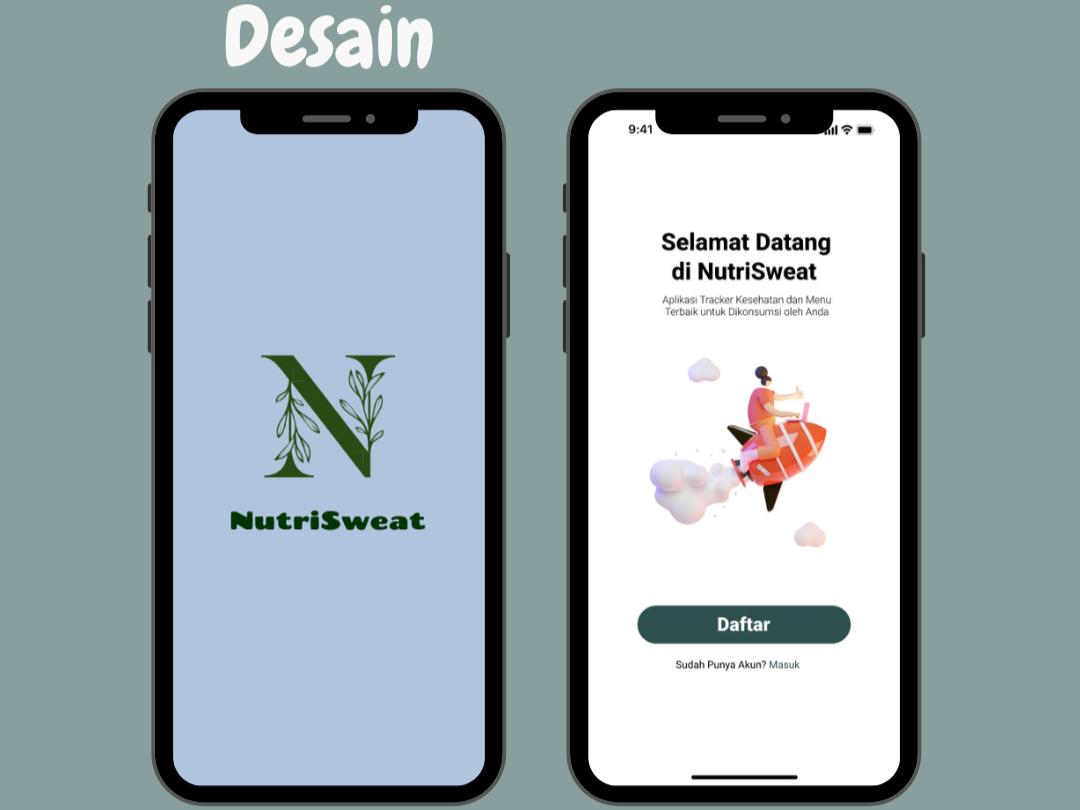 Desain
N
NutriSweat
9:41
Selamat Datang
di NutriSweat
Aplikasi Tracker Kesehatan dan Menu
Terbaik untuk Dikonsumsi oleh Anda
Daftar
Sudah Punya Akun? Masuk